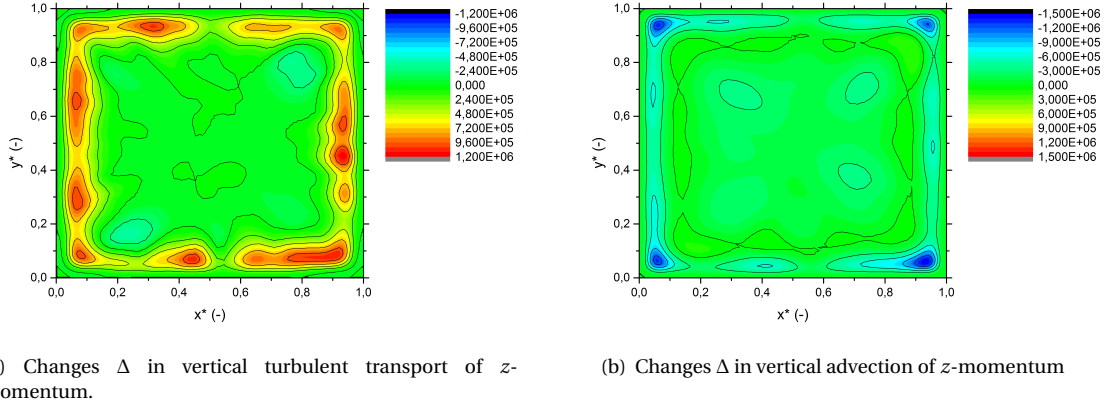 1,0
0,8
0,6
0,4
0,2
0,0
y* (-)
0,0 0,2 0,4 0,6 0,8 1,0
x* (-)
-1,200E+06
-9,600E+05
-7,200E+05
-4,800E+05
-2,400E+05
0,000
2,400E+05
4,800E+05
7,200E+05
9,600E+05
1,200E+06
) Changes Δ in vertical turbulent transport of z-
omentum.
1,0
0,8
0,6
0,4
0,2
0,0
y* (-)
0,0 0,2 0,4 0,6 0,8 1,0
x* (-)
-1,500E+06
-1,200E+06
-9,000E+05
-6,000E+05
-3,000E+05
0,000
3,000E+05
6,000E+05
9,000E+05
1,200E+06
1,500E+06
(b) Changes Δ in vertical advection of z-momentum